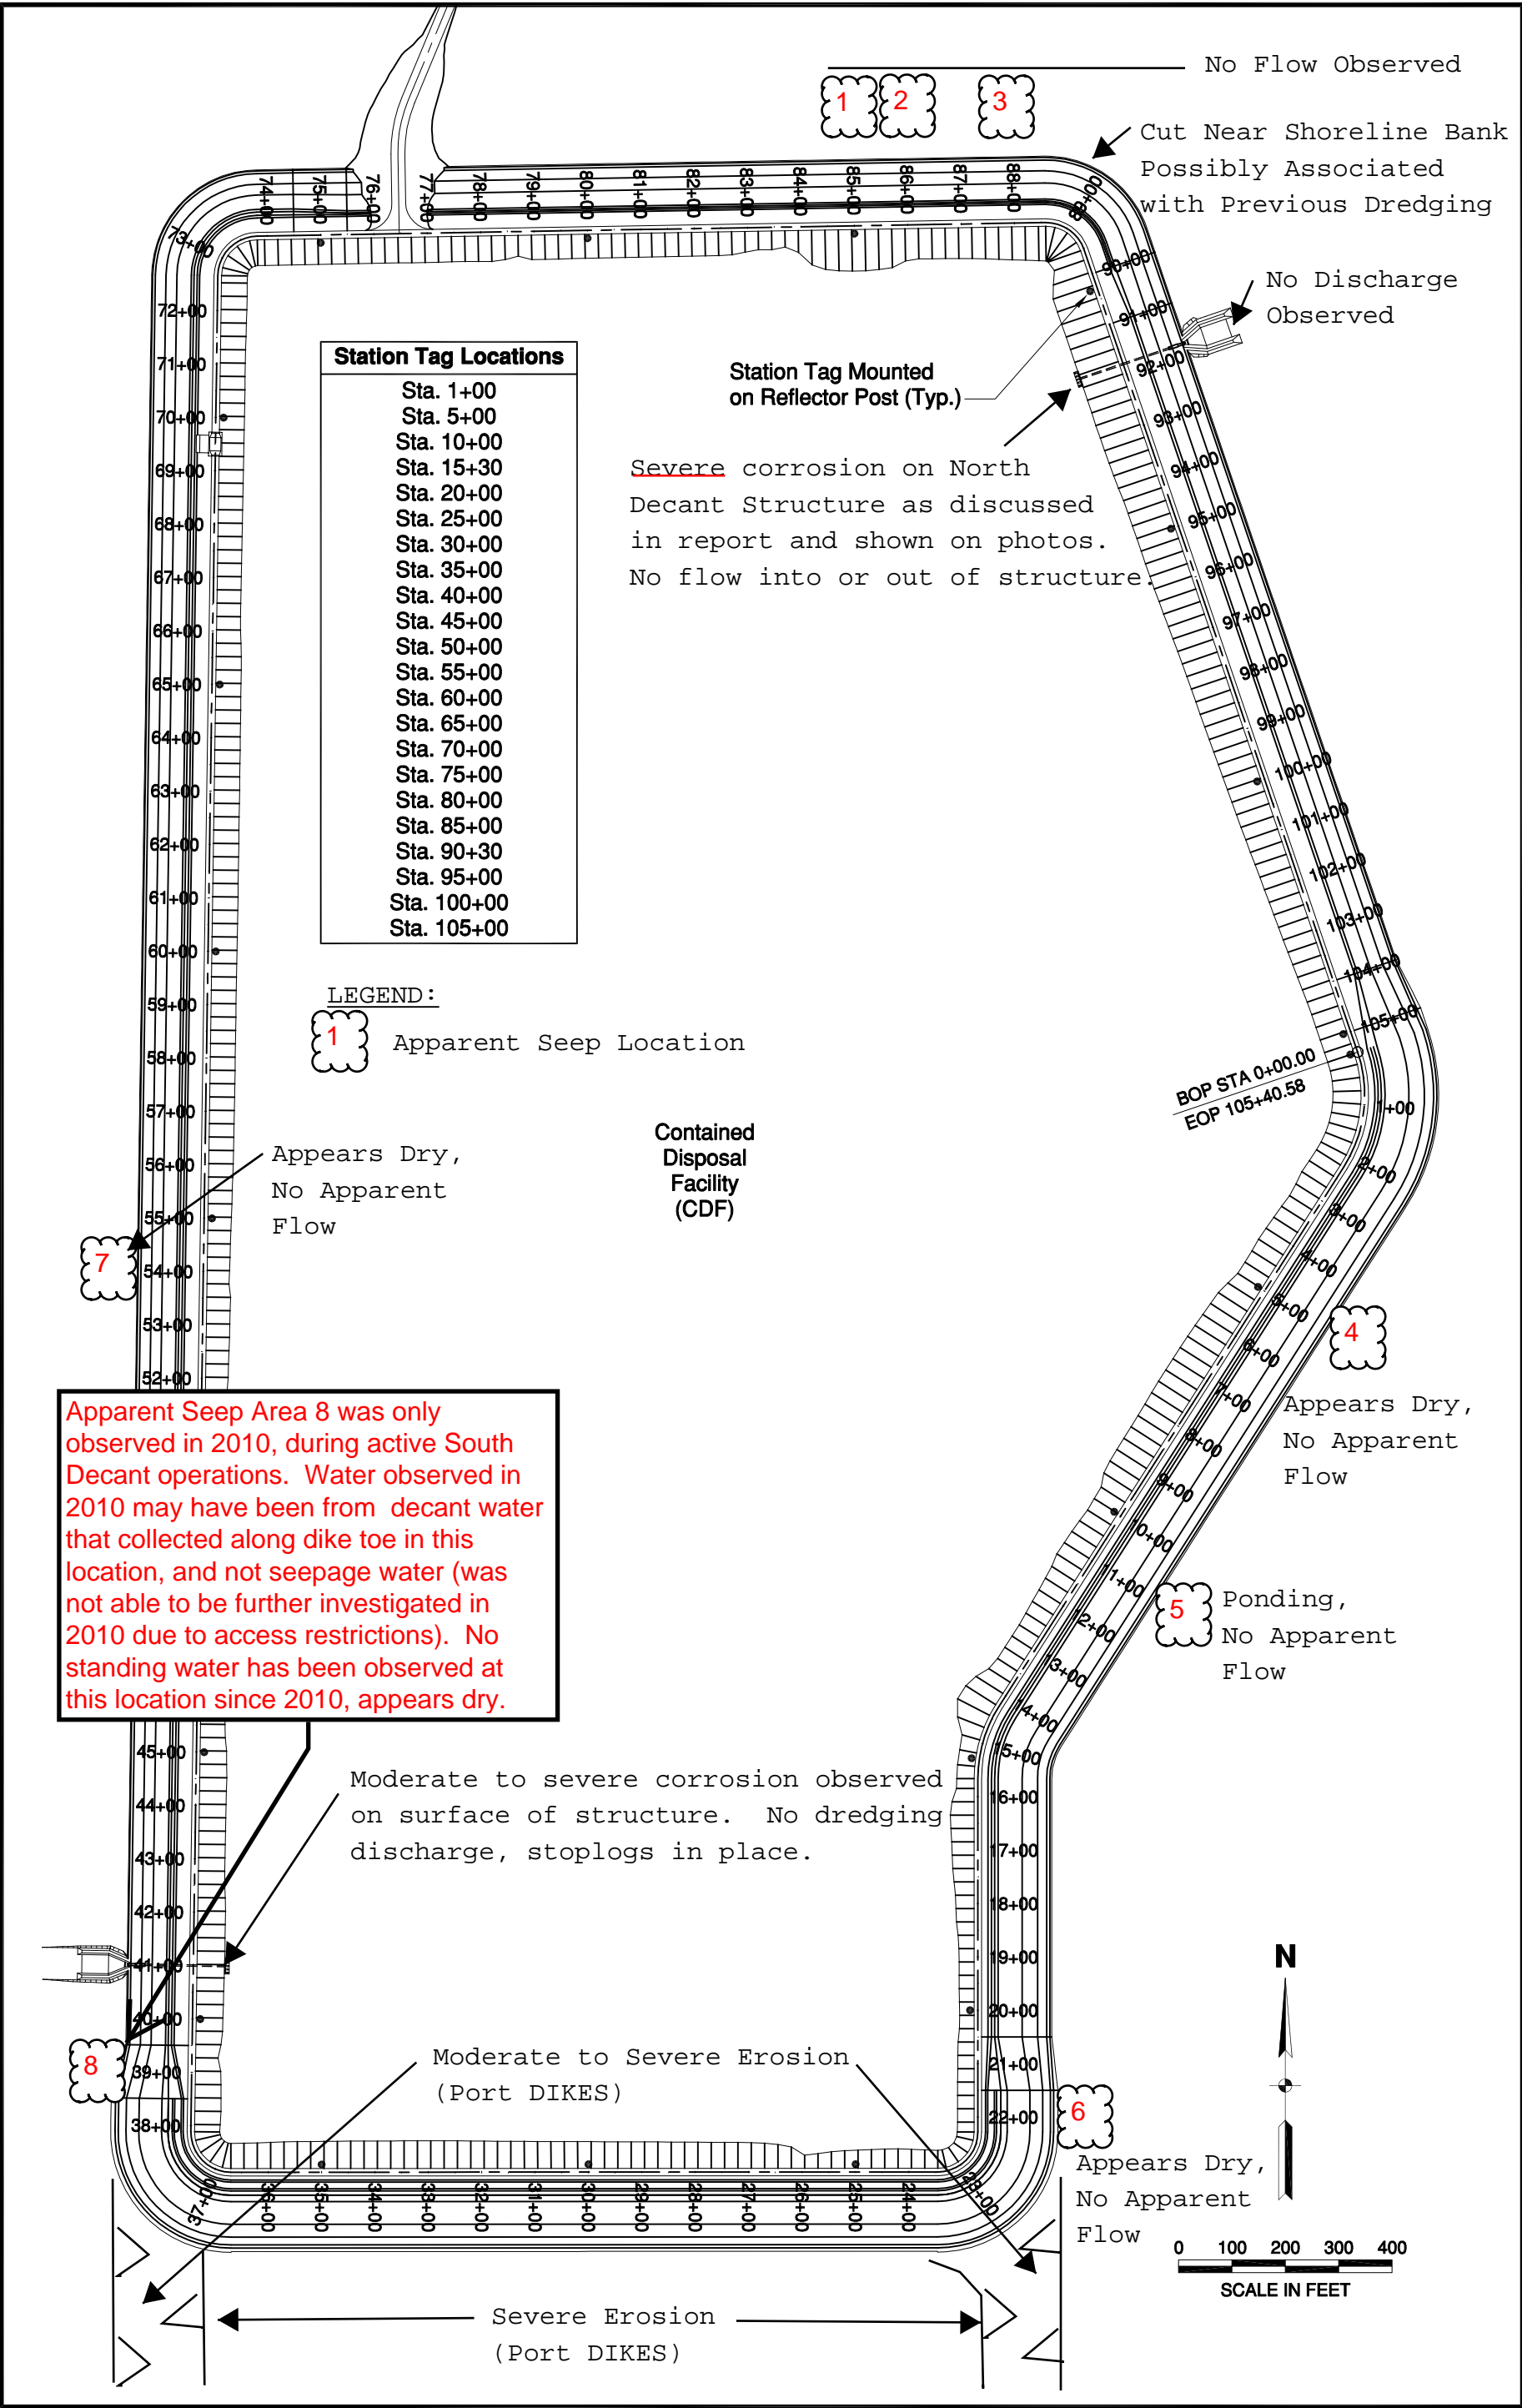 No Flow Observed
1
2
3
Cut Near Shoreline Bank
Possibly Associated
with Previous Dredging
74+00
75+00
76+00
77+00
78+00
79+00
80+00
81+00
82+00
83+00
84+00
85+00
86+00
87+00
88+00
89+00
73+00
90+00
91+00
92+00
93+00
94+00
95+00
96+00
97+00
98+00
99+00
100+00
101+00
102+00
103+00
104+00
105+00
No Discharge
Observed
72+00
71+00
70+00
69+00
68+00
67+00
66+00
65+00
64+00
63+00
62+00
61+00
60+00
59+00
58+00
57+00
56+00
55+00
54+00
53+00
52+00
Station Tag Locations
Sta. 1+00
Sta. 5+00
Sta. 10+00
Sta. 15+30
Sta. 20+00
Sta. 25+00
Sta. 30+00
Sta. 35+00
Sta. 40+00
Sta. 45+00
Sta. 50+00
Sta. 55+00
Sta. 60+00
Sta. 65+00
Sta. 70+00
Sta. 75+00
Sta. 80+00
Sta. 85+00
Sta. 90+30
Sta. 95+00
Sta. 100+00
Sta. 105+00
Station Tag Mounted
on Reflector Post (Typ.)
Severe corrosion on North
Decant Structure as discussed
in report and shown on photos.
No flow into or out of structure.
LEGEND:
1
Apparent Seep Location
BOP STA 0+00.00
EOP 105+40.58
Contained
Disposal
Facility
(CDF)
Appears Dry,
No Apparent
Flow
7
1+00
2+00
3+00
4+00
5+00
6+00
7+00
8+00
9+00
10+00
11+00
12+00
13+00
14+00
15+00
16+00
17+00
18+00
19+00
20+00
21+00
22+00
4
Appears Dry,
No Apparent
Flow
5
Ponding,
No Apparent
Flow
Apparent Seep Area 8 was only
observed in 2010, during active South
Decant operations. Water observed in
2010 may have been from decant water
that collected along dike toe in this
location, and not seepage water (was
not able to be further investigated in
2010 due to access restrictions). No
standing water has been observed at
this location since 2010, appears dry.
45+00
44+00
43+00
42+00
41+00
40+00
39+00
38+00
Moderate to severe corrosion observed
on surface of structure. No dredging
discharge, stoplogs in place.
8
Moderate to Severe Erosion
(Port DIKES)
6
Appears Dry,
No Apparent
Flow
N
37+00
36+00
35+00
34+00
33+00
32+00
31+00
30+00
29+00
28+00
27+00
26+00
25+00
24+00
23+00
0 100 200 300 400
SCALE IN FEET
Severe Erosion
(Port DIKES)